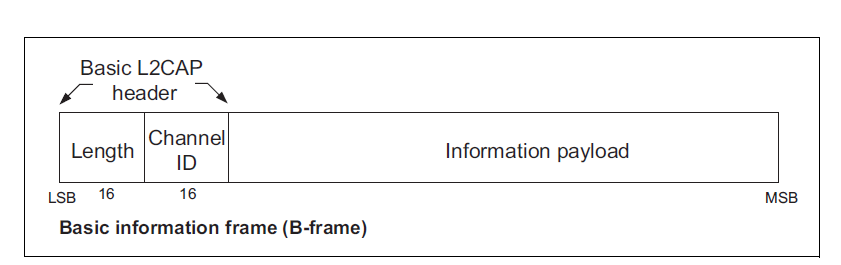 Basic L2CAP
header
Length
Channel
ID
Information payload
LSB
16
16
MSB
Basic information frame (B-frame)